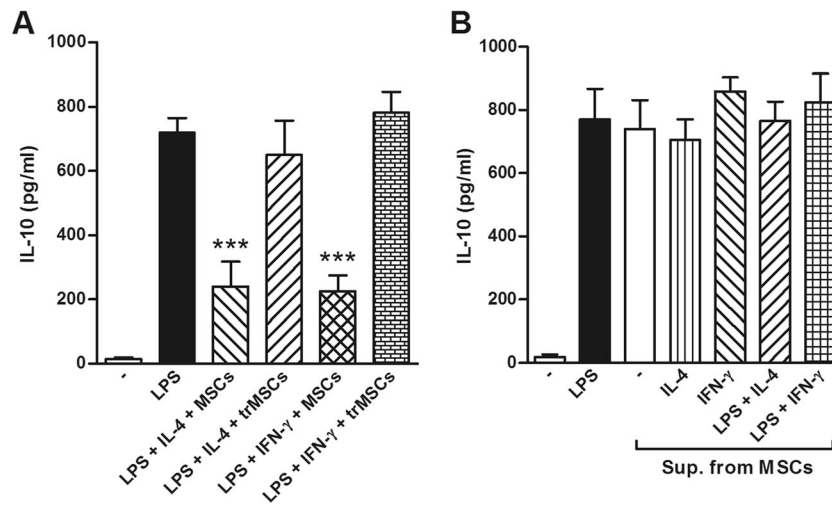 A
IL-10 (pg/ml)
1000
800
600
400
200
0
***
***
-
LPS
LPS + IL-4 + MSCs
LPS + IL-4 + trMSCs
LPS + IFN-γ + MSCs
LPS + IFN-γ + trMSCs
B
IL-10 (pg/ml)
1000
800
600
400
200
0
-
LPS
-
IL-4
IFN-γ
LPS + IL-4
LPS + IFN-γ
Sup. from MSCs